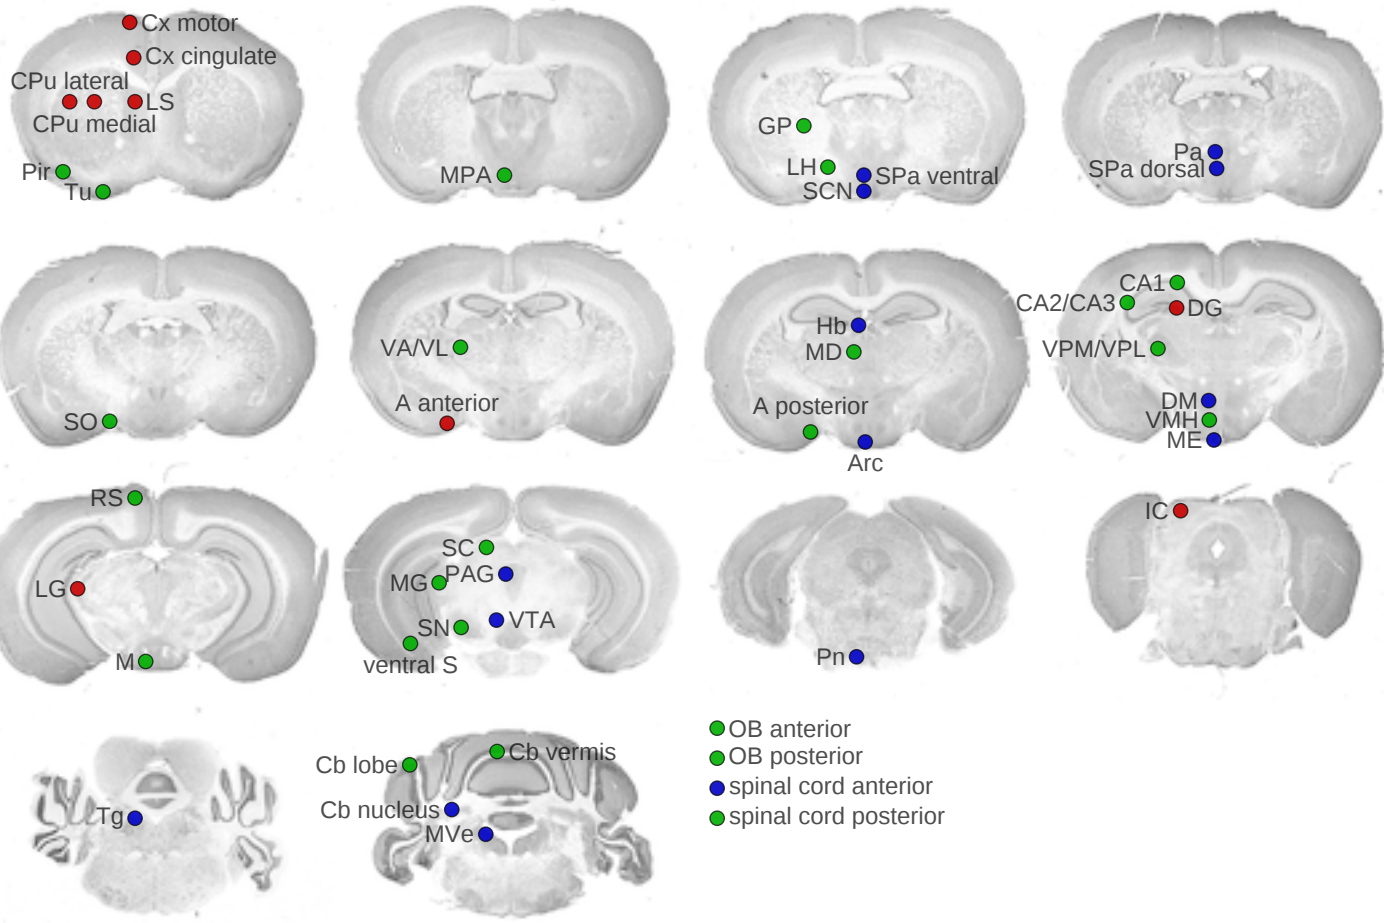 Cx motor
Cx cingulate
CPu lateral
LS
CPu medial
Pir
Tu
MPA
GP
LH
SPa ventral
SCN
Pa
SPa dorsal
SO
VA/VL
A anterior
Hb
MD
A posterior
Arc
CA1
CA2/CA3
DG
VPM/VPL
DM
VMH
ME
RS
LG
M
SC
PAG
MG
VTA
SN
ventral S
Pn
IC
Tg
Cb vermis
Cb lobe
Cb nucleus
MVe
OB anterior
OB posterior
spinal cord anterior
spinal cord posterior